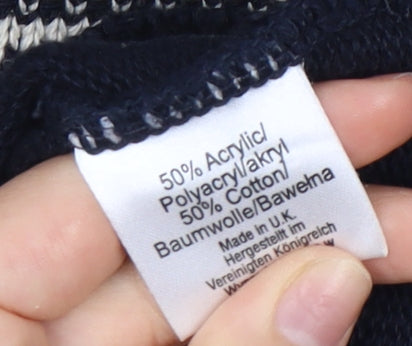 50% Acrylic/
Polyacryl/akryl
50% Cotton/
Baumwolle/Bawełna
Made in U.K.
Hergestellt im
Vereinigten Königreich